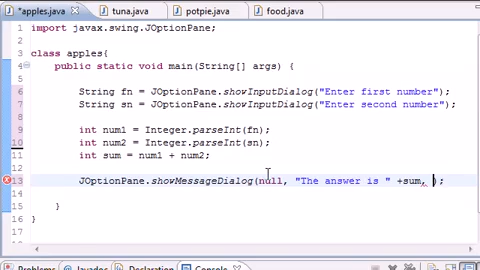 *apples.java tuna.java potpie.java food.java
1 import javax.swing.JOptionPane;
2
3 class apples{
4 public static void main(String[] args) {
5
6 String fn = JOptionPane.showInputDialog("Enter first number");
7 String sn = JOptionPane.showInputDialog("Enter second number");
8
9 int num1 = Integer.parseInt(fn);
10 int num2 = Integer.parseInt(sn);
11 int sum = num1 + num2;
12
13 JOptionPane.showMessageDialog(null, "The answer is " +sum, );
14
15 }
16 }
Problems Javadoc Declaration Console